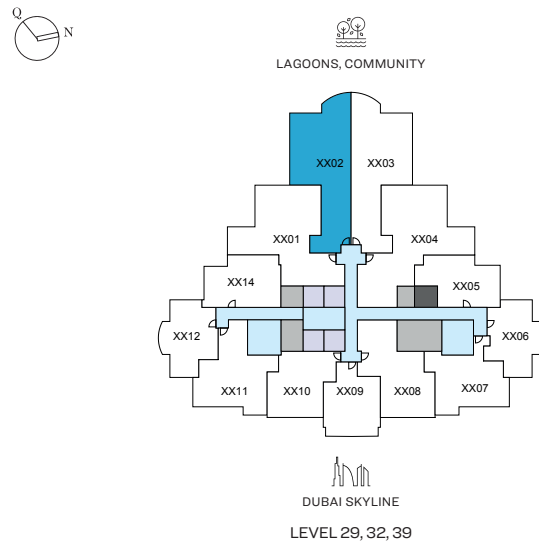 Q
N
LAGOONS, COMMUNITY
XX02
XX03
XX01
XX04
XX14
XX05
XX12
XX06
XX11
XX10
XX09
XX08
XX07
DUBAI SKYLINE
LEVEL 29, 32, 39